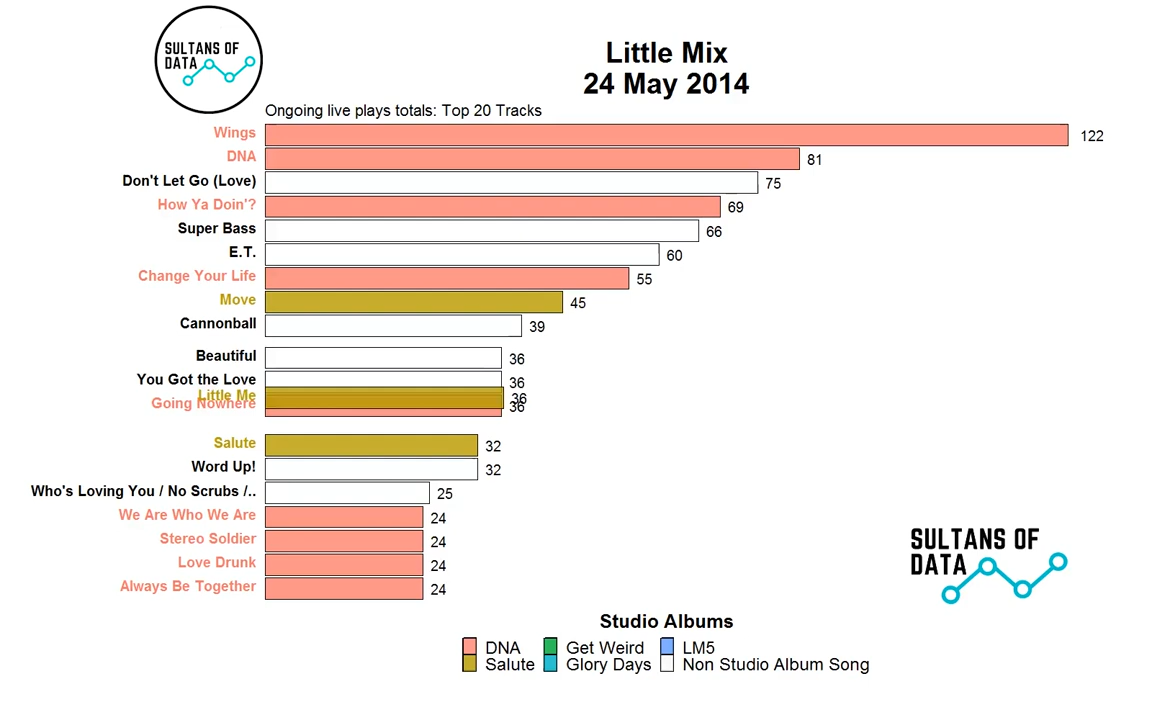 SULTANS OF
DATA
Little Mix
24 May 2014
Ongoing live plays totals: Top 20 Tracks
Wings 122
DNA 81
Don't Let Go (Love) 75
How Ya Doin'? 69
Super Bass 66
E.T. 60
Change Your Life 55
Move 45
Cannonball 39
Beautiful 36
You Got the Love 36
Little Me 36
Going Nowhere 36
Salute 32
Word Up! 32
Who's Loving You / No Scrubs /.. 25
We Are Who We Are 24
Stereo Soldier 24
Love Drunk 24
Always Be Together 24
SULTANS OF
DATA
Studio Albums
DNA Get Weird LM5
Salute Glory Days Non Studio Album Song